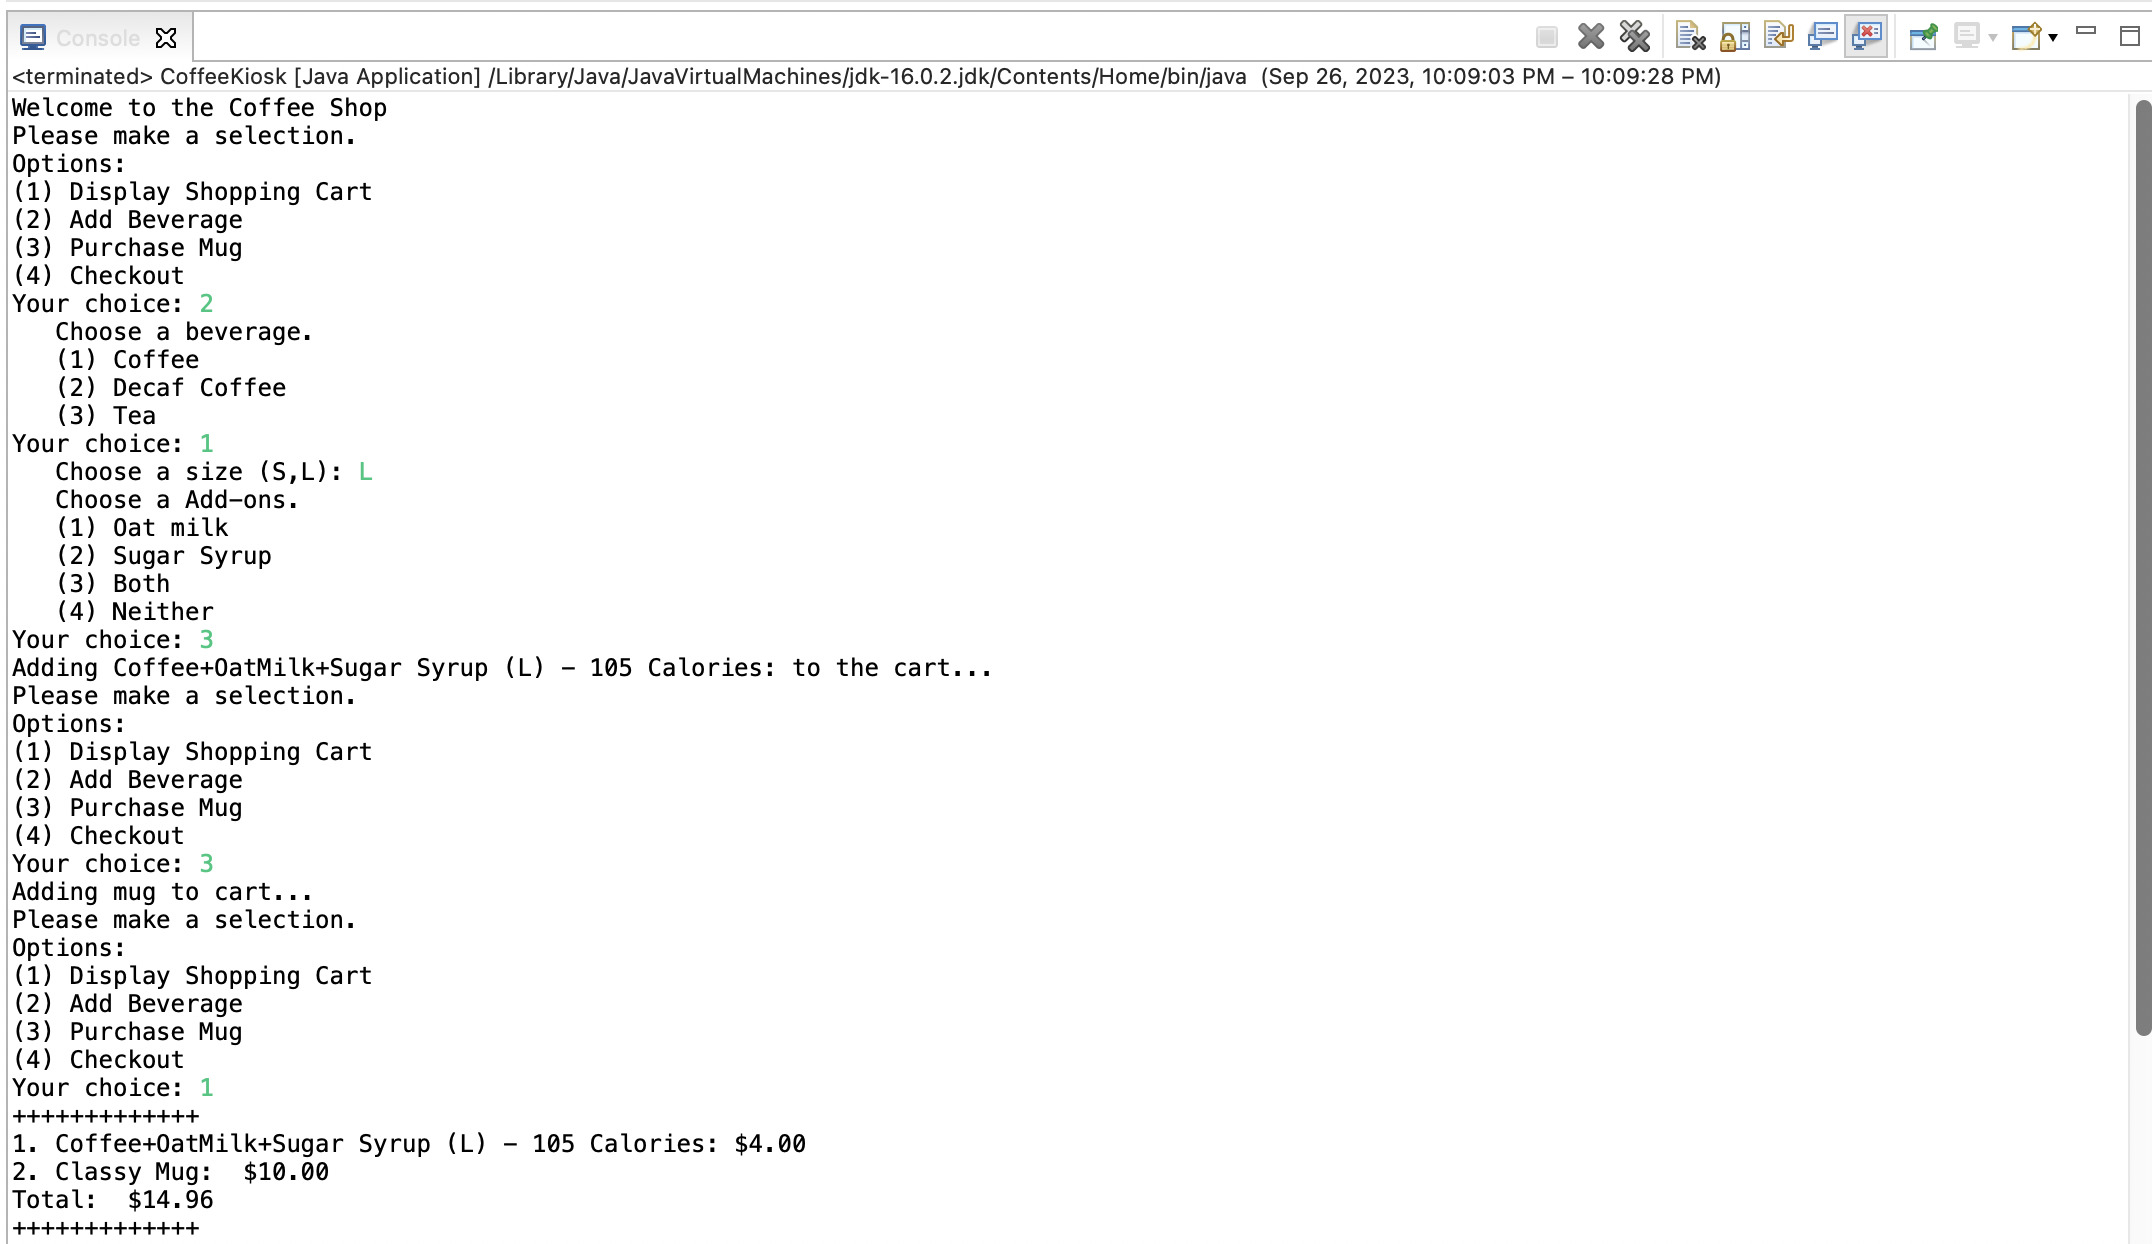 Console
<terminated> CoffeeKiosk [Java Application] /Library/Java/JavaVirtualMachines/jdk-16.0.2.jdk/Contents/Home/bin/java  (Sep 26, 2023, 10:09:03 PM – 10:09:28 PM)
Welcome to the Coffee Shop
Please make a selection.
Options:
(1) Display Shopping Cart
(2) Add Beverage
(3) Purchase Mug
(4) Checkout
Your choice: 2
   Choose a beverage.
   (1) Coffee
   (2) Decaf Coffee
   (3) Tea
Your choice: 1
   Choose a size (S,L): L
   Choose a Add-ons.
   (1) Oat milk
   (2) Sugar Syrup
   (3) Both
   (4) Neither
Your choice: 3
Adding Coffee+OatMilk+Sugar Syrup (L) - 105 Calories: to the cart...
Please make a selection.
Options:
(1) Display Shopping Cart
(2) Add Beverage
(3) Purchase Mug
(4) Checkout
Your choice: 3
Adding mug to cart...
Please make a selection.
Options:
(1) Display Shopping Cart
(2) Add Beverage
(3) Purchase Mug
(4) Checkout
Your choice: 1
+++++++++++++
1. Coffee+OatMilk+Sugar Syrup (L) - 105 Calories: $4.00
2. Classy Mug:  $10.00
Total:  $14.96
+++++++++++++